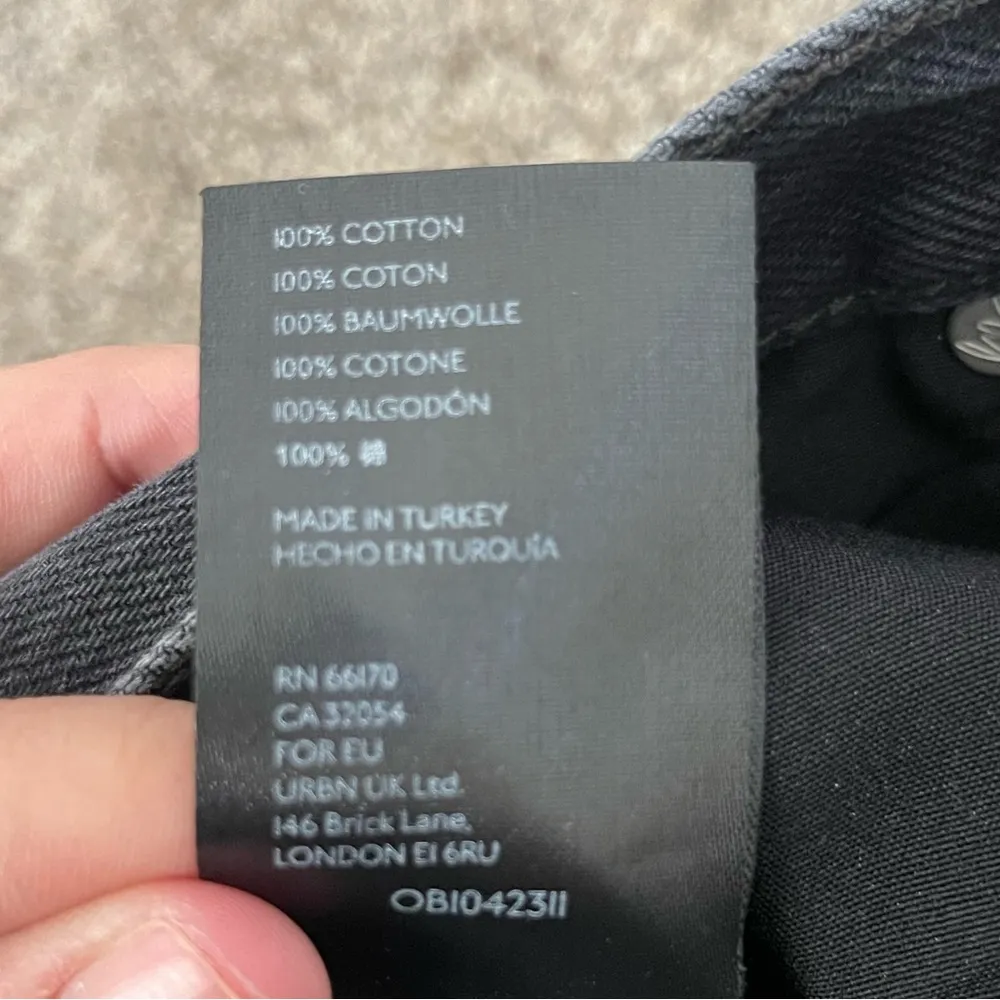 100% COTTON
100% COTON
100% BAUMWOLLE
100% COTONE
100% ALGODÓN
100% 棉
MADE IN TURKEY
HECHO EN TURQUÍA
RN 66170
CA 32054
FOR EU
URBN UK Ltd.
146 Brick Lane,
LONDON E1 6RU
OB1042311